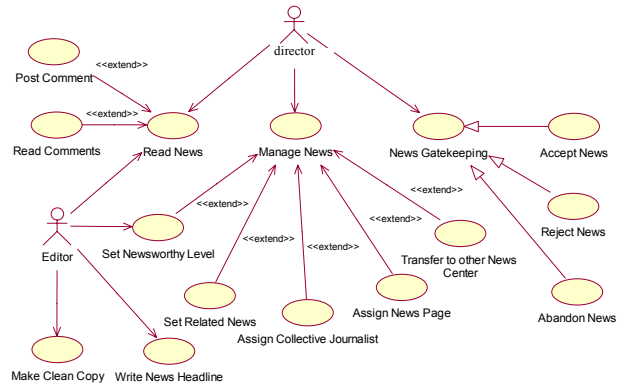 director
<<extend>>
Post Comment
<<extend>>
Read Comments
Read News
Manage News
News Gatekeeping
Accept News
<<extend>>
<<extend>>
Reject News
<<extend>>
Editor
Set Newsworthy Level
<<extend>>
<<extend>>
Transfer to other News
Center
Set Related News
Assign News Page
Abandon News
Assign Collective Journalist
Make Clean Copy
Write News Headline